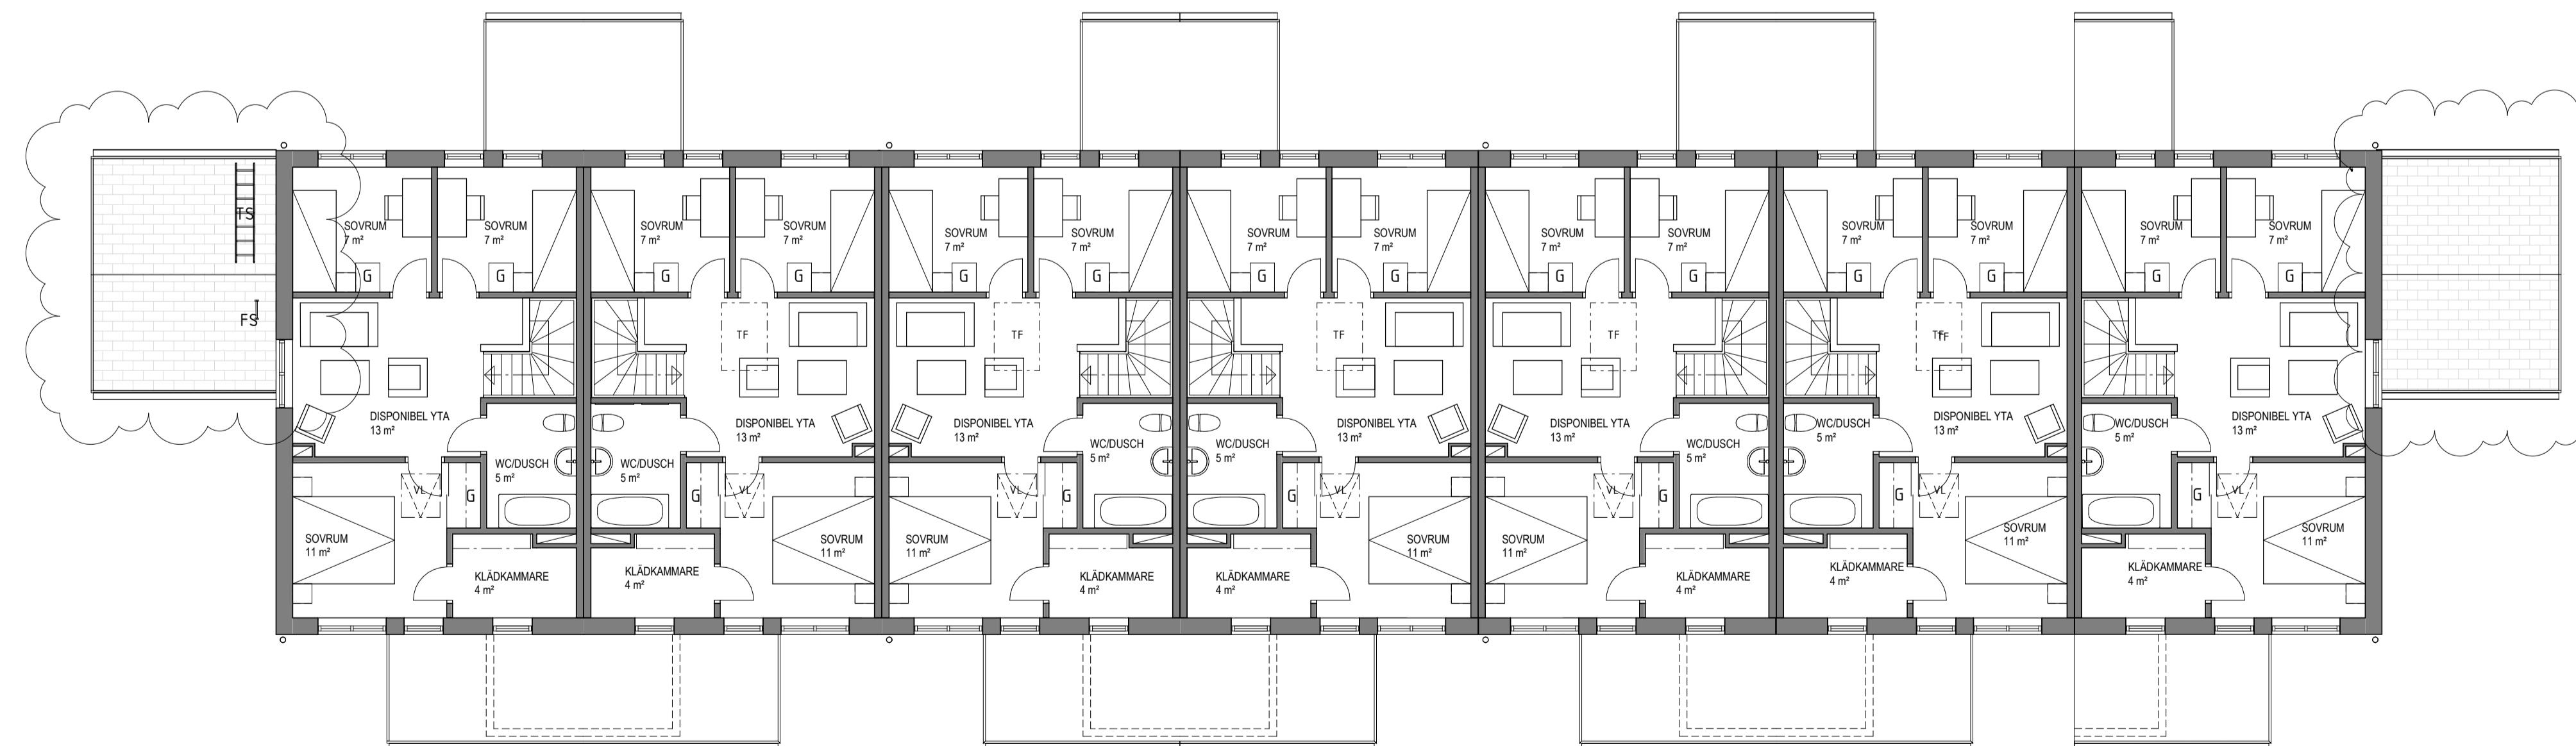 TS
FS
SOVRUM
7 m²
G
SOVRUM
7 m²
G
DISPONIBEL YTA
13 m²
WC/DUSCH
5 m²
VL
G
SOVRUM
11 m²
KLÄDKAMMARE
4 m²
SOVRUM
7 m²
G
SOVRUM
7 m²
G
TF
DISPONIBEL YTA
13 m²
WC/DUSCH
5 m²
G
VL
SOVRUM
11 m²
KLÄDKAMMARE
4 m²
SOVRUM
7 m²
G
SOVRUM
7 m²
G
TF
DISPONIBEL YTA
13 m²
WC/DUSCH
5 m²
VL
G
SOVRUM
11 m²
KLÄDKAMMARE
4 m²
SOVRUM
7 m²
G
SOVRUM
7 m²
G
TF
DISPONIBEL YTA
13 m²
WC/DUSCH
5 m²
G
VL
SOVRUM
11 m²
KLÄDKAMMARE
4 m²
SOVRUM
7 m²
G
SOVRUM
7 m²
G
TF
DISPONIBEL YTA
13 m²
WC/DUSCH
5 m²
VL
G
SOVRUM
11 m²
KLÄDKAMMARE
4 m²
SOVRUM
7 m²
G
SOVRUM
7 m²
G
TF
TF
DISPONIBEL YTA
13 m²
WC/DUSCH
5 m²
G
VL
SOVRUM
11 m²
KLÄDKAMMARE
4 m²
SOVRUM
7 m²
G
SOVRUM
7 m²
G
DISPONIBEL YTA
13 m²
WC/DUSCH
5 m²
G
VL
SOVRUM
11 m²
KLÄDKAMMARE
4 m²